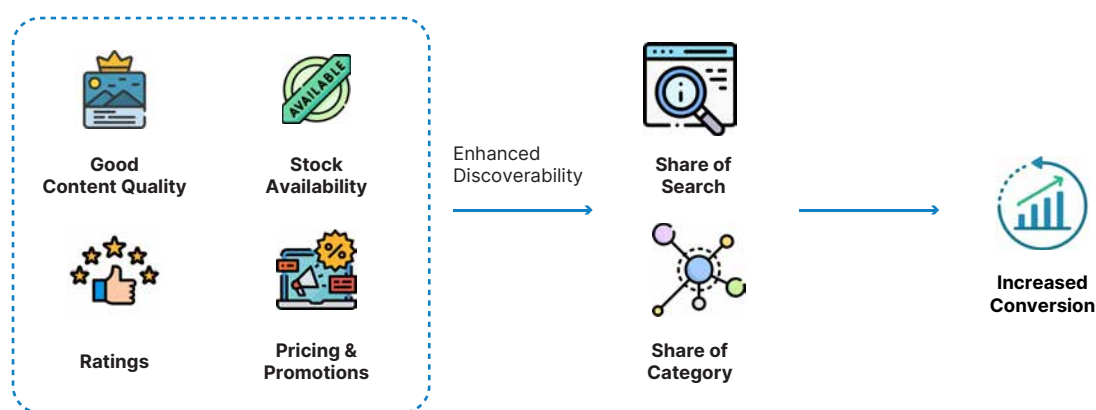 AVAILABLE
Good
Content Quality
Stock
Availability
Ratings
%
Pricing &
Promotions
Enhanced
Discoverability
i
Share of
Search
Share of
Category
Increased
Conversion